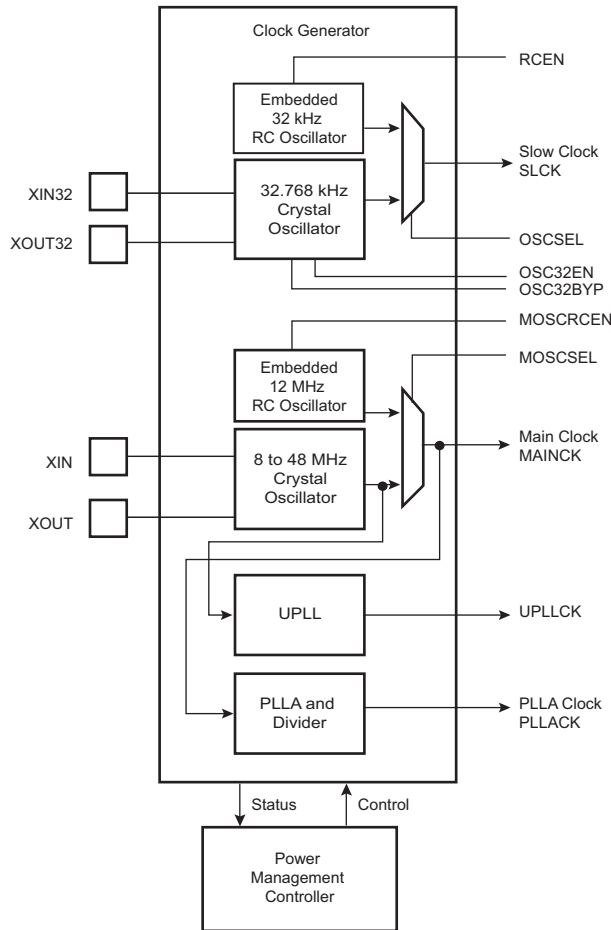 Clock Generator
RCEN
Embedded
32 kHz
RC Oscillator
Slow Clock
SLCK
XIN32
32.768 kHz
Crystal
Oscillator
XOUT32
OSCSEL
OSC32EN
OSC32BYP
MOSCRCEN
MOSCSEL
Embedded
12 MHz
RC Oscillator
Main Clock
MAINCK
XIN
8 to 48 MHz
Crystal
Oscillator
XOUT
UPLL
UPLLCK
PLLA and
Divider
PLLA Clock
PLLACK
Status
Control
Power
Management
Controller